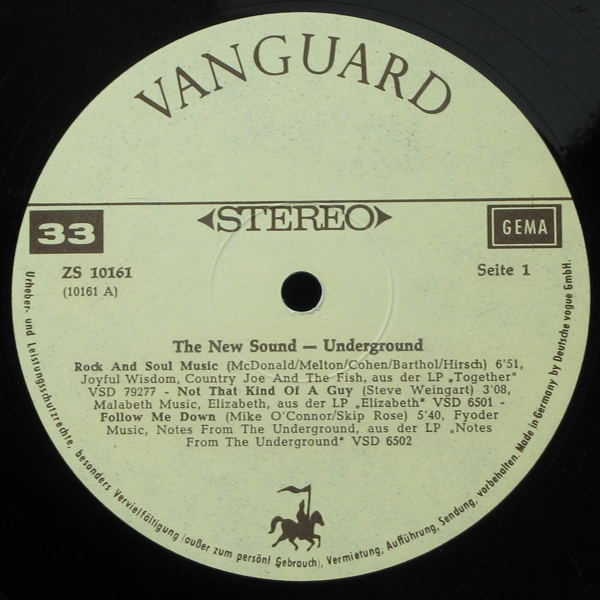 VANGUARD
33
STEREO
GEMA
ZS 10161
(10161 A)
Seite 1
The New Sound — Underground
Rock And Soul Music (McDonald/Melton/Cohen/Barthol/Hirsch) 6'51,
Joyful Wisdom, Country Joe And The Fish, aus der LP „Together"
VSD 79277 - Not That Kind Of A Guy (Steve Weingart) 3'08,
Malabeth Music, Elizabeth, aus der LP „Elizabeth" VSD 6501 -
Follow Me Down (Mike O'Connor/Skip Rose) 5'40, Fyoder
Music, Notes From The Underground, aus der LP „Notes
From The Underground" VSD 6502
Urheber- und Leistungsschutzrechte, besonders Vervielfältigung (außer zum persönl Gebrauch), Vermietung, Aufführung, Sendung, vorbehalten. Made in Germany by Deutsche vogue GmbH.